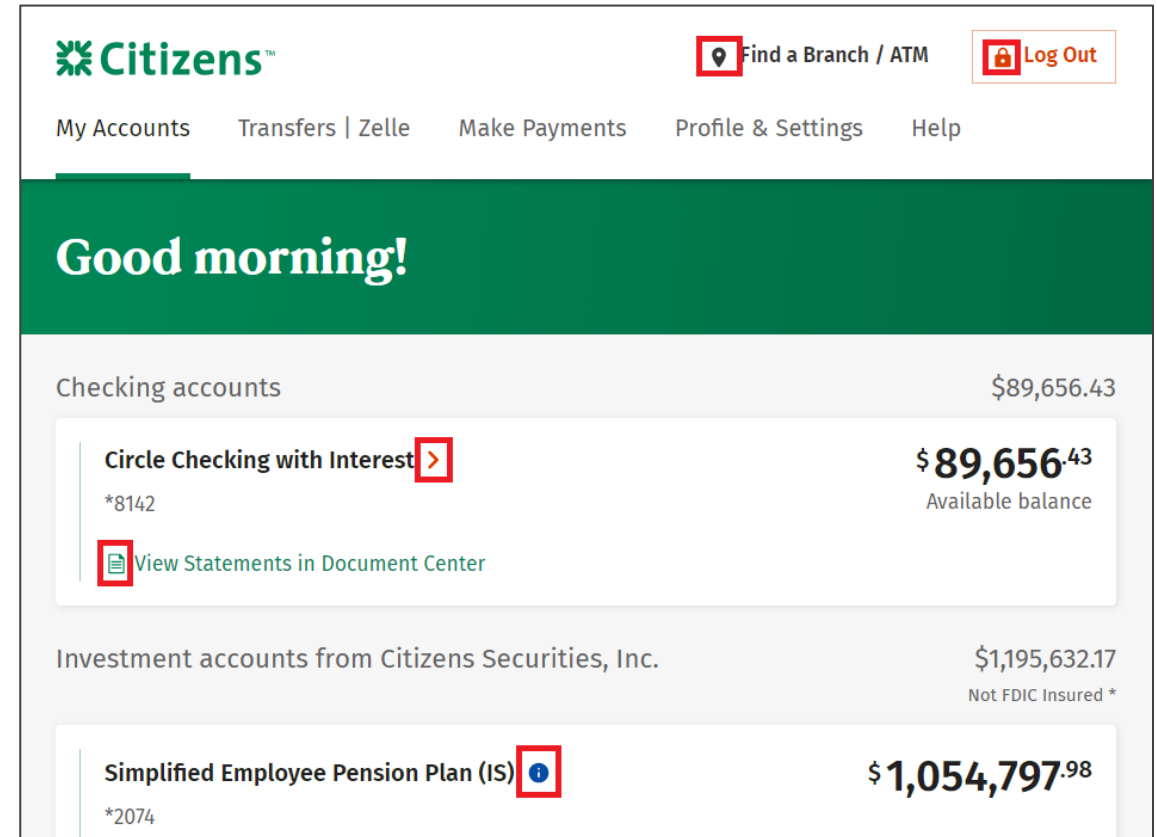 Citizens™
Find a Branch / ATM
Log Out
My Accounts
Transfers | Zelle
Make Payments
Profile & Settings
Help
Good morning!
Checking accounts
$89,656.43
Circle Checking with Interest
$89,656.43
*8142
Available balance
View Statements in Document Center
Investment accounts from Citizens Securities, Inc.
$1,195,632.17
Not FDIC Insured *
Simplified Employee Pension Plan (IS)
$1,054,797.98
*2074